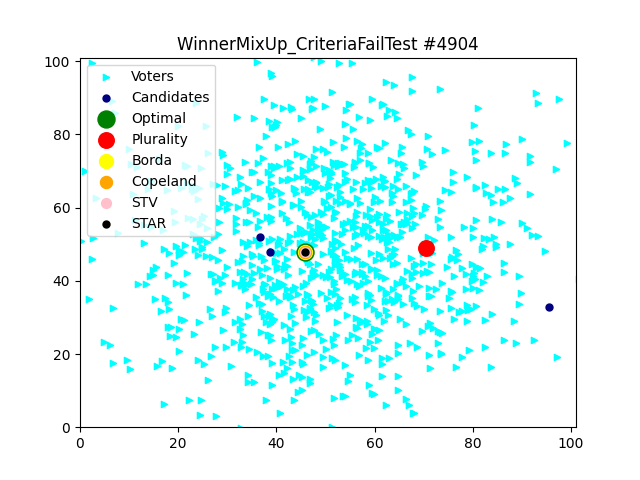 WinnerMixUp_CriteriaFailTest #4904
100
80
60
40
20
0
0
20
40
60
80
100
Voters
Candidates
Optimal
Plurality
Borda
Copeland
STV
STAR